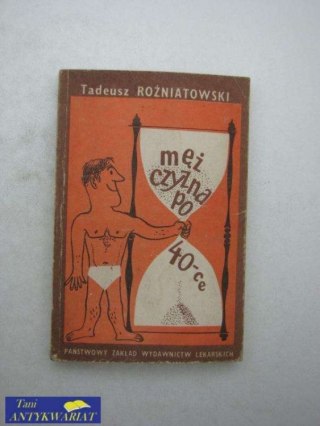 Tadeusz ROŻNIATOWSKI
męż
czyzna
po
40-ce
PAŃSTWOWY ZAKŁAD WYDAWNICTW LEKARSKICH
Tani
ANTYKWARIAT